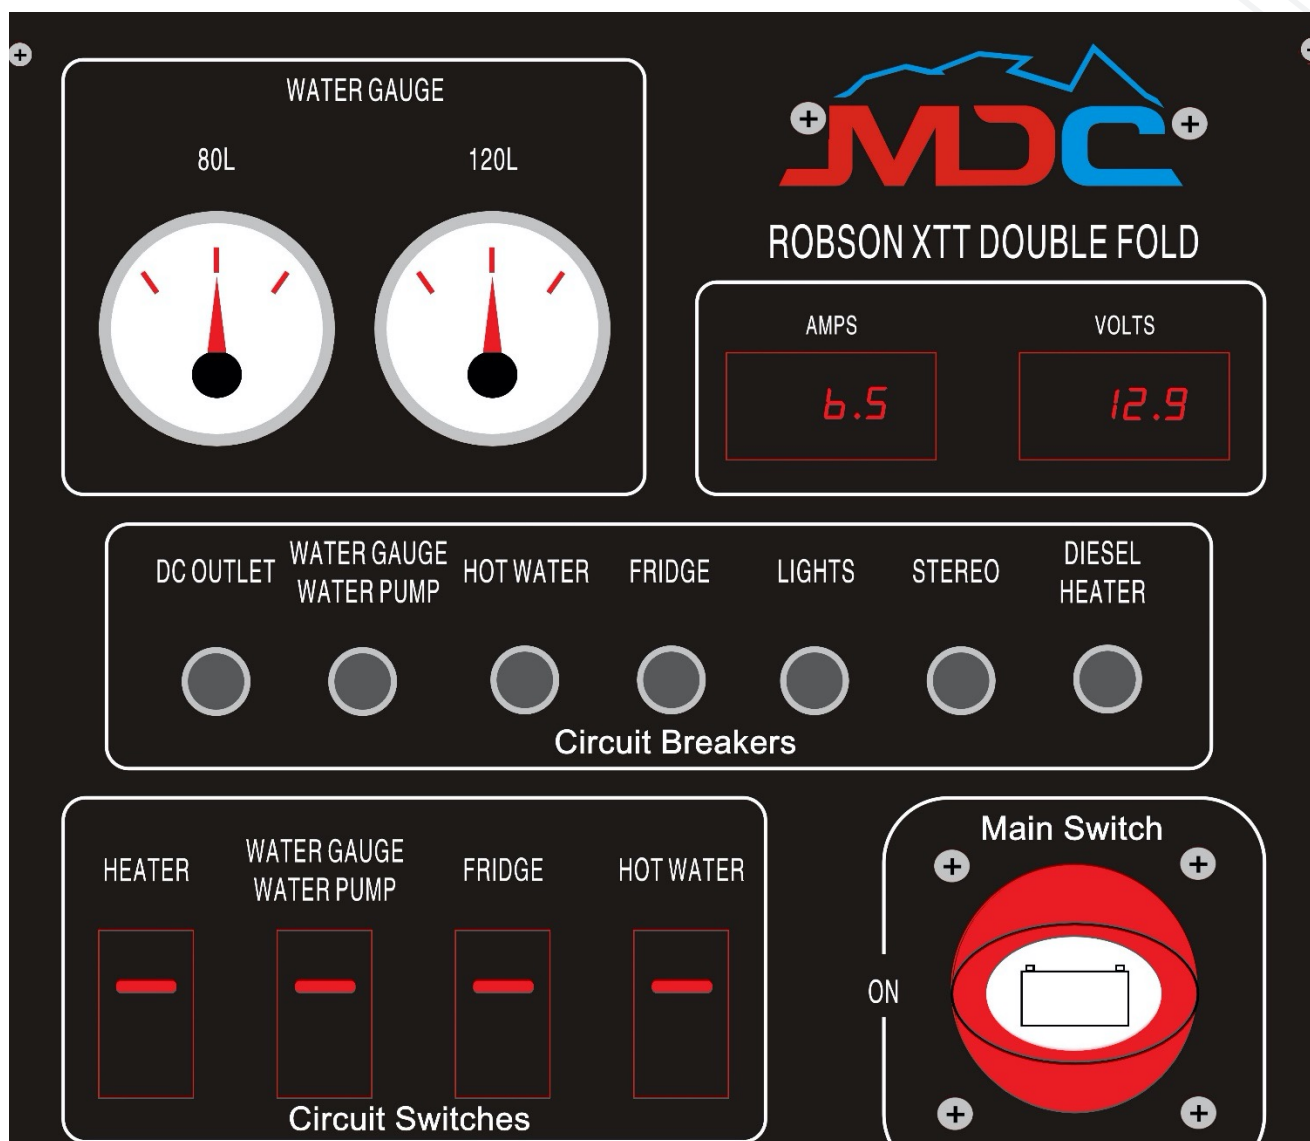 WATER GAUGE
80L
120L
MDC
ROBSON XTT DOUBLE FOLD
AMPS
VOLTS
6.5
12.9
DC OUTLET
WATER GAUGE
WATER PUMP
HOT WATER
FRIDGE
LIGHTS
STEREO
DIESEL
HEATER
Circuit Breakers
HEATER
WATER GAUGE
WATER PUMP
FRIDGE
HOT WATER
Circuit Switches
Main Switch
ON